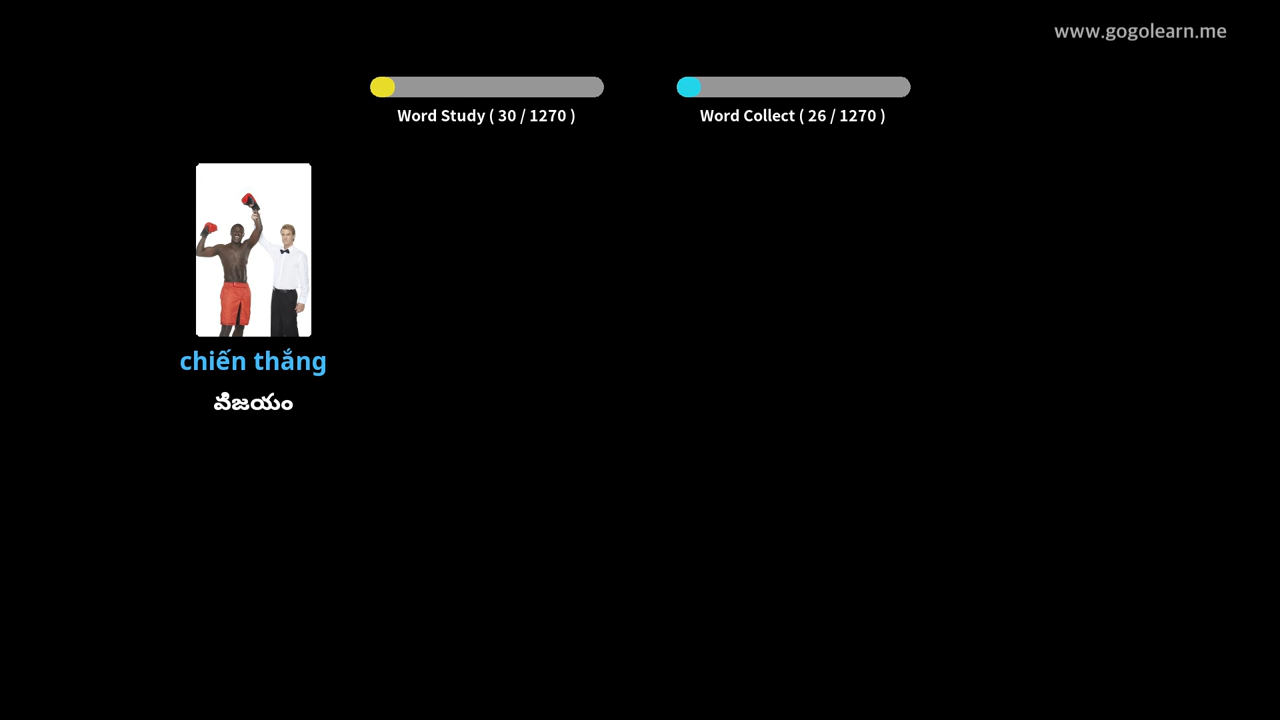 www.gogolearn.me
Word Study ( 30 / 1270 )
Word Collect ( 26 / 1270 )
chiến thắng
విజయం